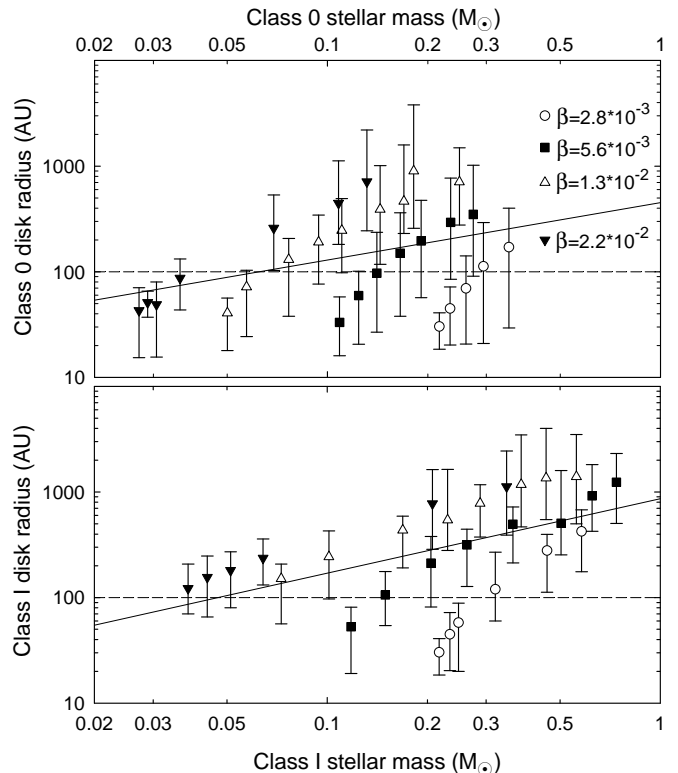 Class 0 stellar mass (M☉)
0.02 0.03 0.05 0.1 0.2 0.3 0.5 1
Class 0 disk radius (AU)
1000
100
10
β=2.8*10⁻³
β=5.6*10⁻³
β=1.3*10⁻²
β=2.2*10⁻²
Class I disk radius (AU)
1000
100
10
0.02 0.03 0.05 0.1 0.2 0.3 0.5 1
Class I stellar mass (M☉)